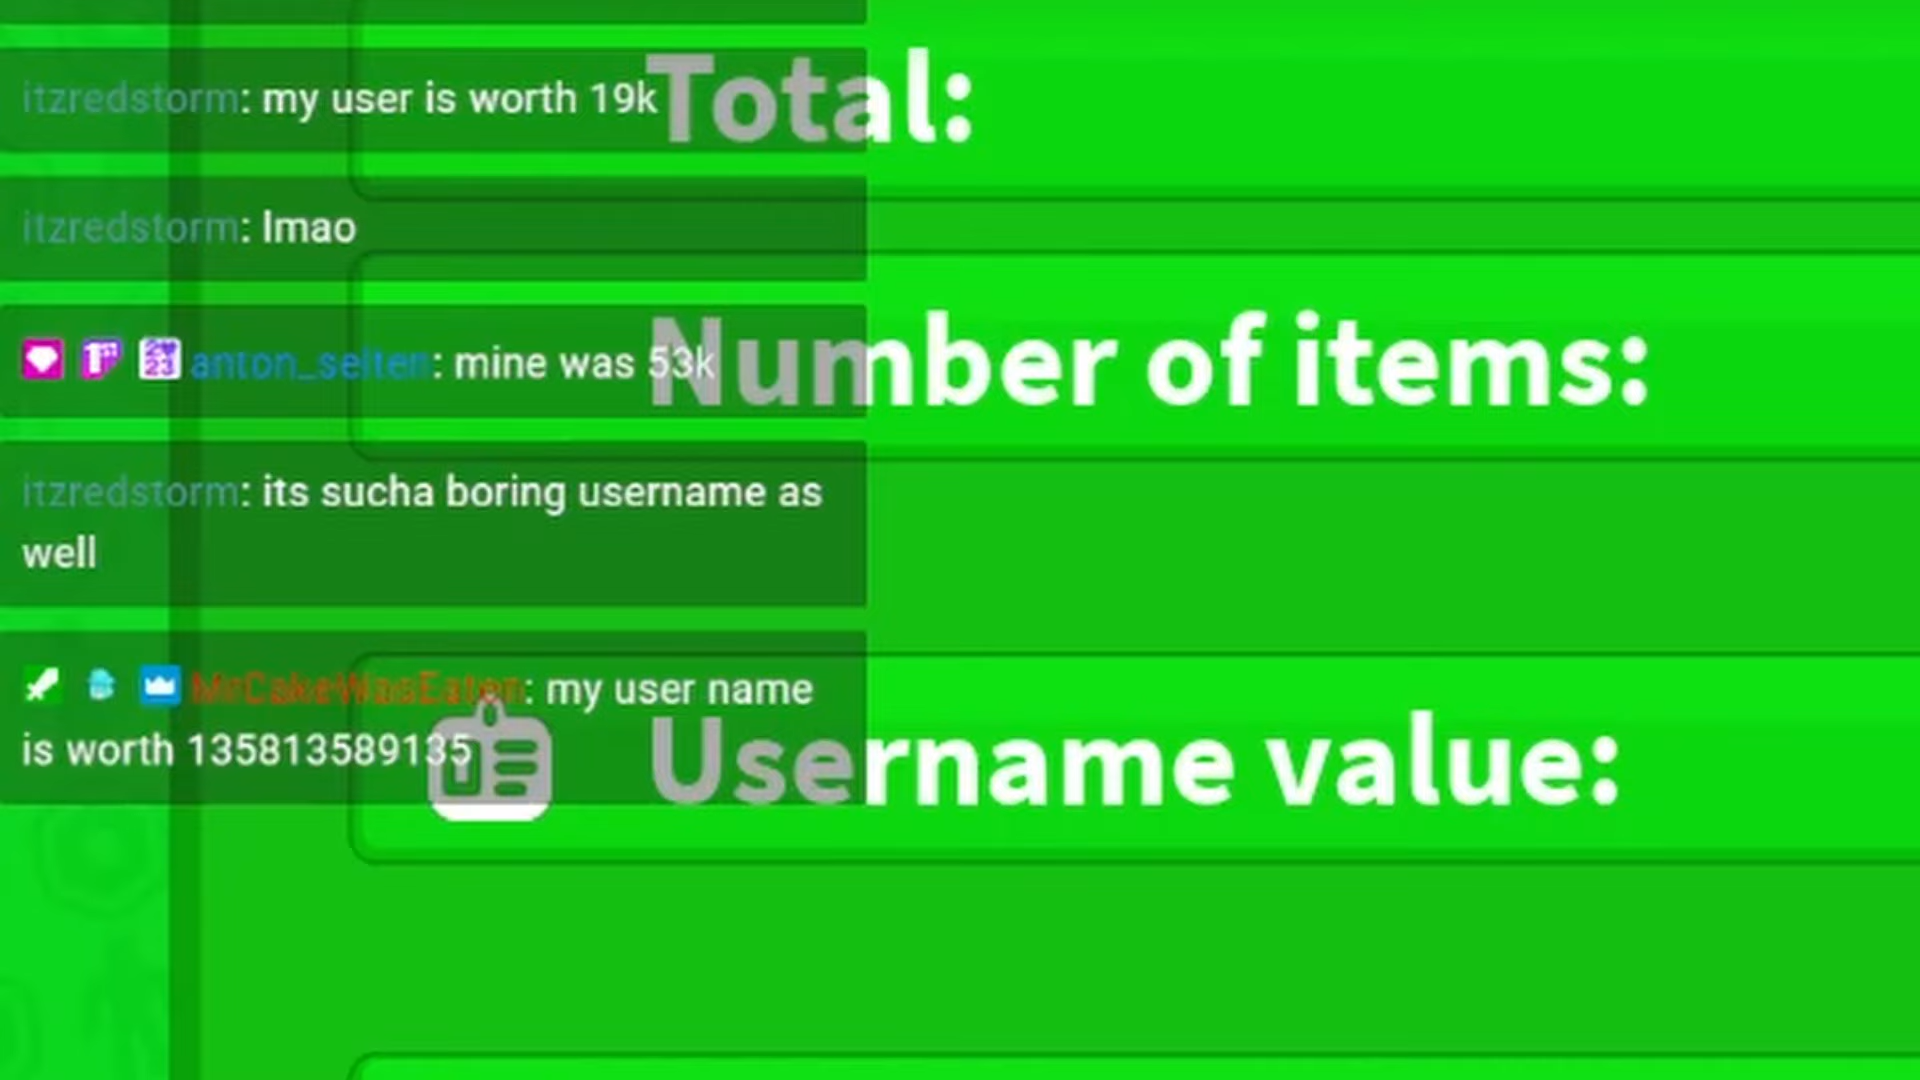 itzredstorm: my user is worth 19k
Total:
itzredstorm: lmao
anton_selten: mine was 53k
Number of items:
itzredstorm: its sucha boring username as
well
MrCakeWasEaten: my user name
is worth 135813589135
Username value: